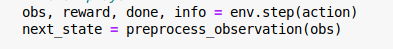 obs, reward, done, info = env.step(action)
next_state = preprocess_observation(obs)